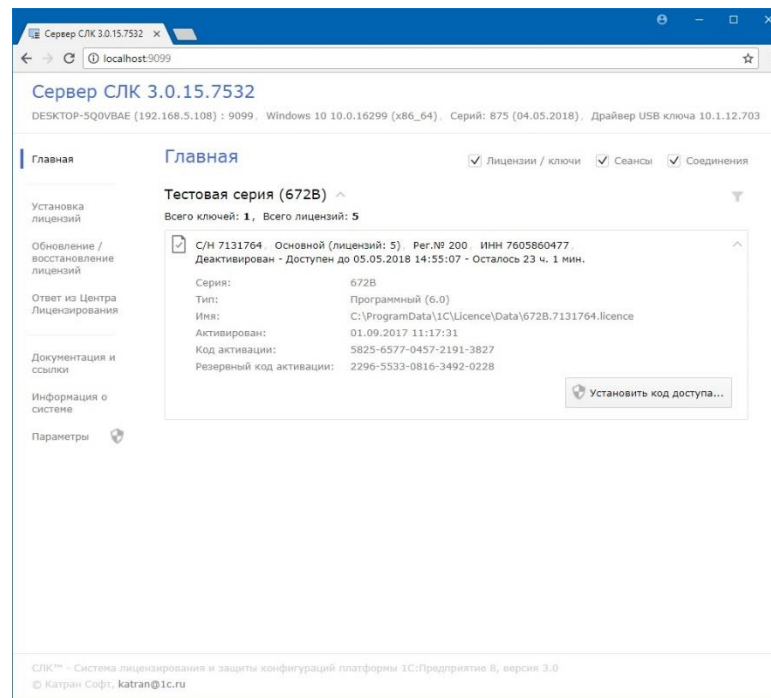 Сервер СЛК 3.0.15.7532
localhost:9099
Сервер СЛК 3.0.15.7532
DESKTOP-5Q0VBAE (192.168.5.108) : 9099, Windows 10 10.0.16299 (x86_64), Серий: 875 (04.05.2018), Драйвер USB ключа 10.1.12.703
Главная
Установка лицензий
Обновление / восстановление лицензий
Ответ из Центра Лицензирования
Документация и ссылки
Информация о системе
Параметры
Главная
Лицензии / ключи Сеансы Соединения
Тестовая серия (672B)
Всего ключей: 1, Всего лицензий: 5
С/Н 7131764, Основной (лицензий: 5), Рег.№ 200, ИНН 7605860477,
Деактивирован - Доступен до 05.05.2018 14:55:07 - Осталось 23 ч. 1 мин.
Серия: 672B
Тип: Программный (6.0)
Имя: C:\ProgramData\1C\Licence\Data\672B.7131764.licence
Активирован: 01.09.2017 11:17:31
Код активации: 5825-6577-0457-2191-3827
Резервный код активации: 2296-5533-0816-3492-0228
Установить код доступа...
СЛК™ - Система лицензирования и защиты конфигураций платформы 1С:Предприятие 8, версия 3.0
© Катран Софт, katran@1c.ru